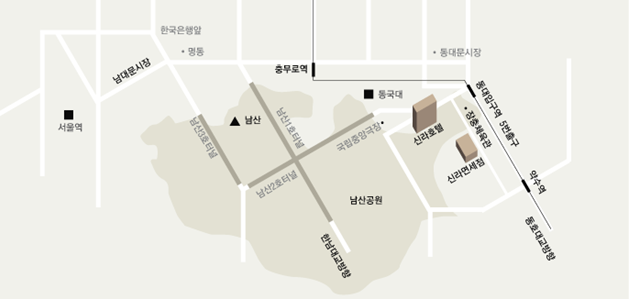 한국은행앞
명동
동대문시장
남대문시장
충무로역
동국대
동대입구역 5번출구
서울역
남산
남산1호터널
남산3호터널
국립중앙극장
장충체육관
신라호텔
신라면세점
약수역
남산2호터널
남산공원
한남대교방향
동호대교방향